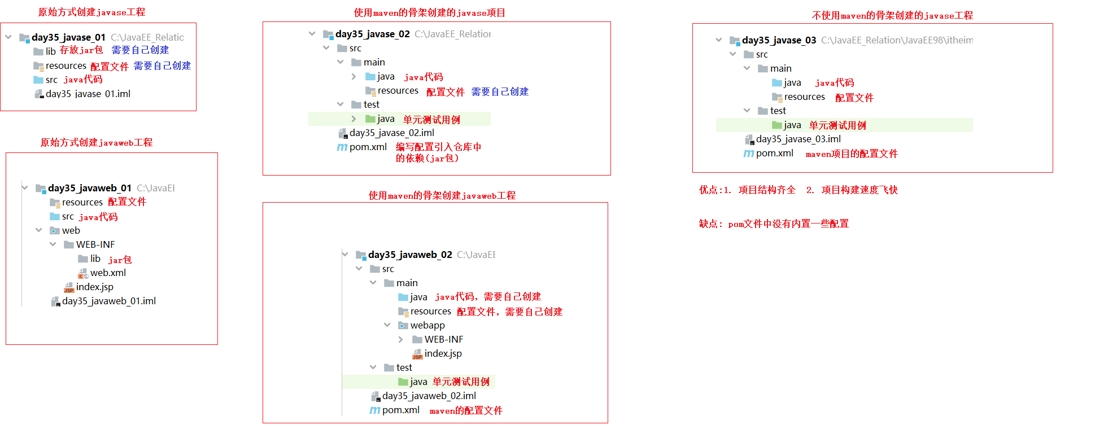 原始方式创建javase工程
day35_javase_01 C:\JavaEE_Relatic
lib 存放jar包 需要自己创建
resources 配置文件 需要自己创建
src java代码
day35_javase_01.iml
原始方式创建javaweb工程
day35_javaweb_01 C:\JavaEE
resources 配置文件
src java代码
web
WEB-INF
lib jar包
web.xml
index.jsp
day35_javaweb_01.iml
使用maven的骨架创建的javase项目
day35_javase_02 C:\JavaEE_Relation
src
main
java java代码
resources 配置文件 需要自己创建
test
java 单元测试用例
day35_javase_02.iml
pom.xml 编写配置引入仓库中
的依赖(jar包)
使用maven的骨架创建javaweb工程
day35_javaweb_02 C:\JavaEE
src
main
java java代码，需要自己创建
resources 配置文件，需要自己创建
webapp
WEB-INF
index.jsp
test
java 单元测试用例
day35_javaweb_02.iml
pom.xml maven的配置文件
不使用maven的骨架创建的javase工程
day35_javase_03 C:\JavaEE_Relation\JavaEE98\itheim
src
main
java java代码
resources 配置文件
test
java 单元测试用例
day35_javase_03.iml
pom.xml maven项目的配置文件
优点:1. 项目结构齐全 2. 项目构建速度飞快
缺点: pom文件中没有内置一些配置